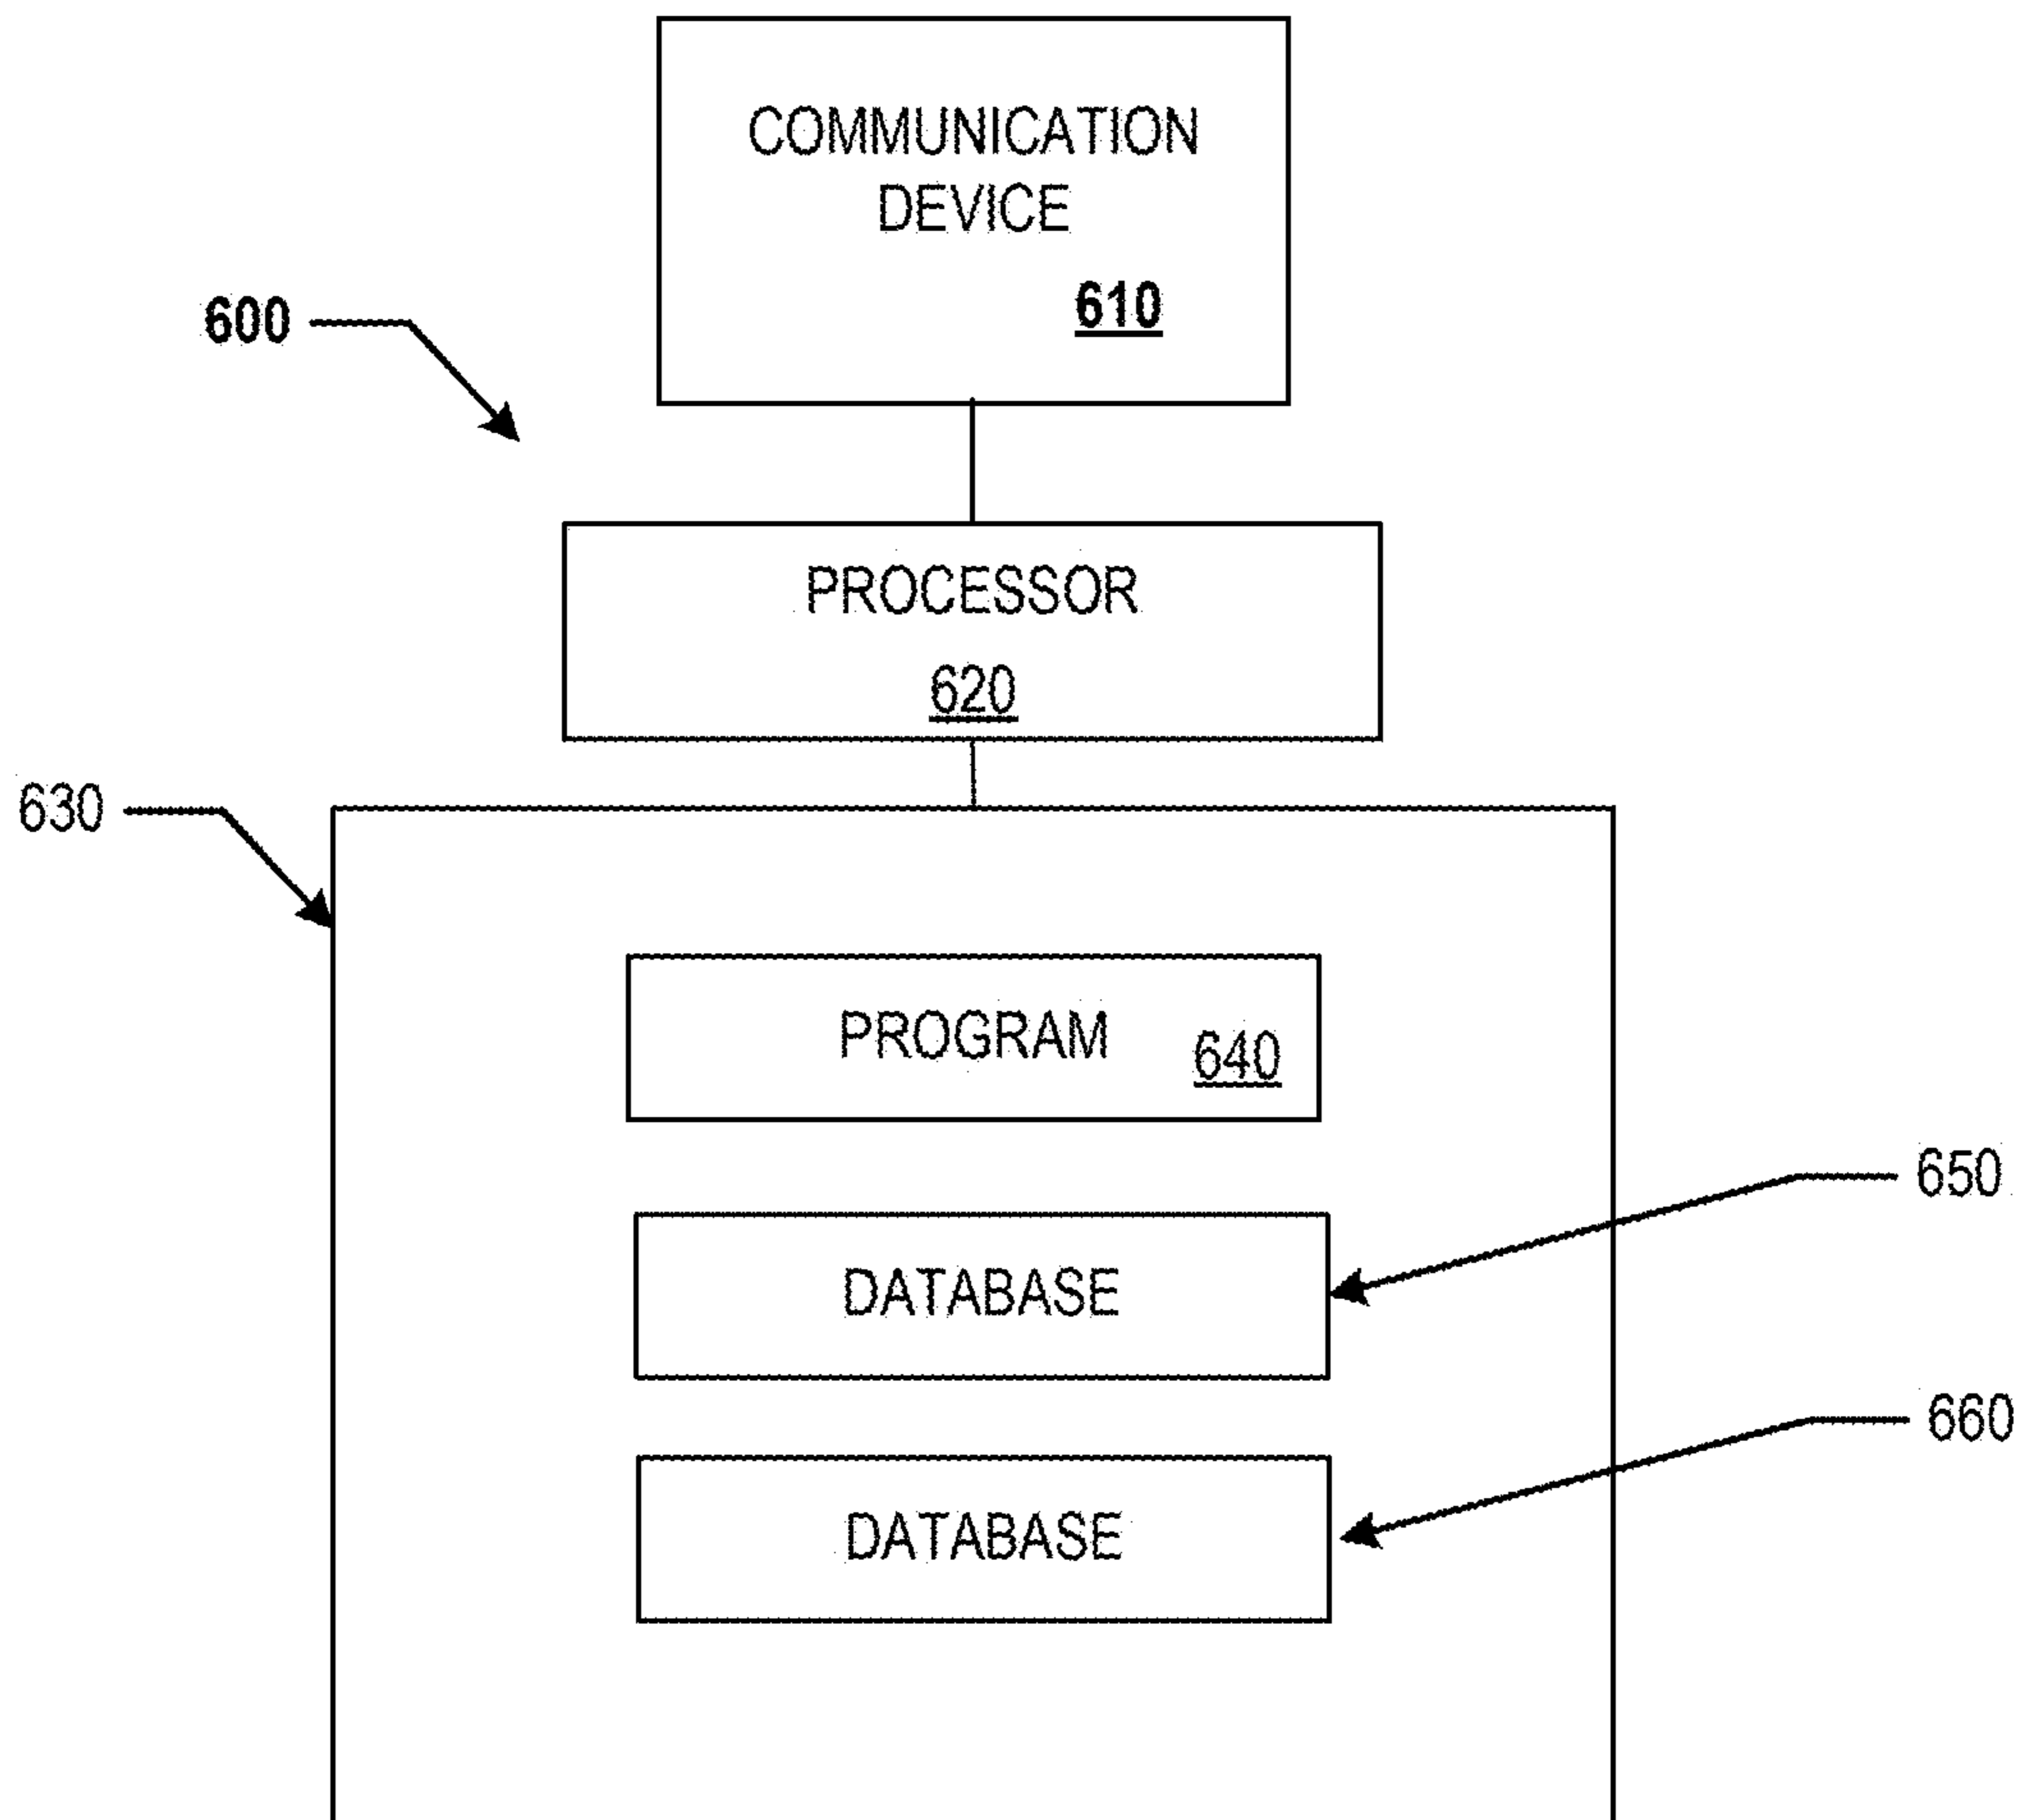 COMMUNICATION
DEVICE
610
600
PROCESSOR
620
630
PROGRAM
640
650
DATABASE
660
DATABASE